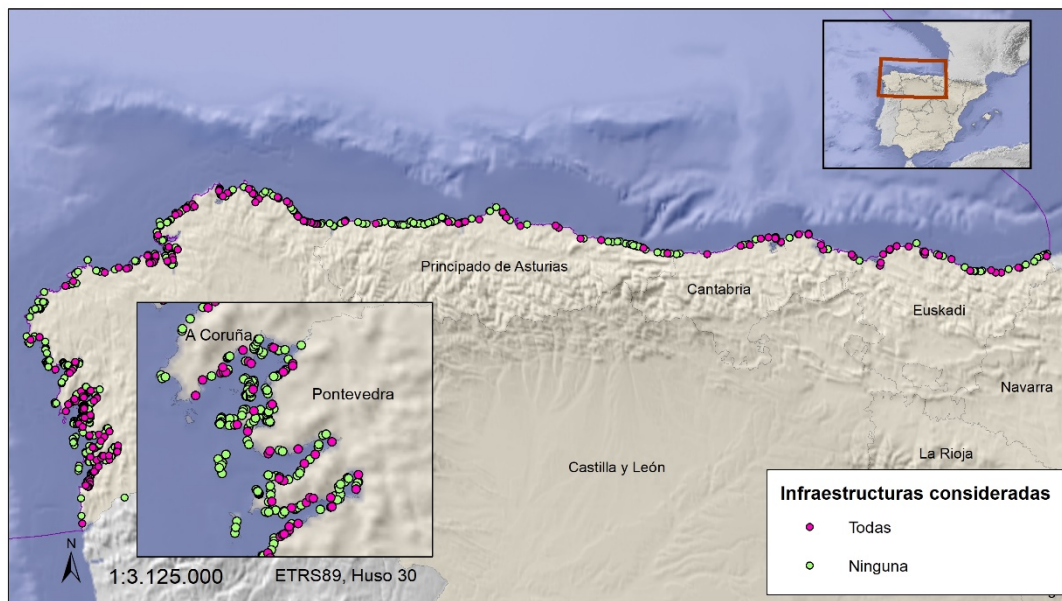 Principado de Asturias
Cantabria
Euskadi
A Coruña
Navarra
Pontevedra
La Rioja
Castilla y León
Infraestructuras consideradas
Todas
Ninguna
N
1:3.125.000
ETRS89, Huso 30